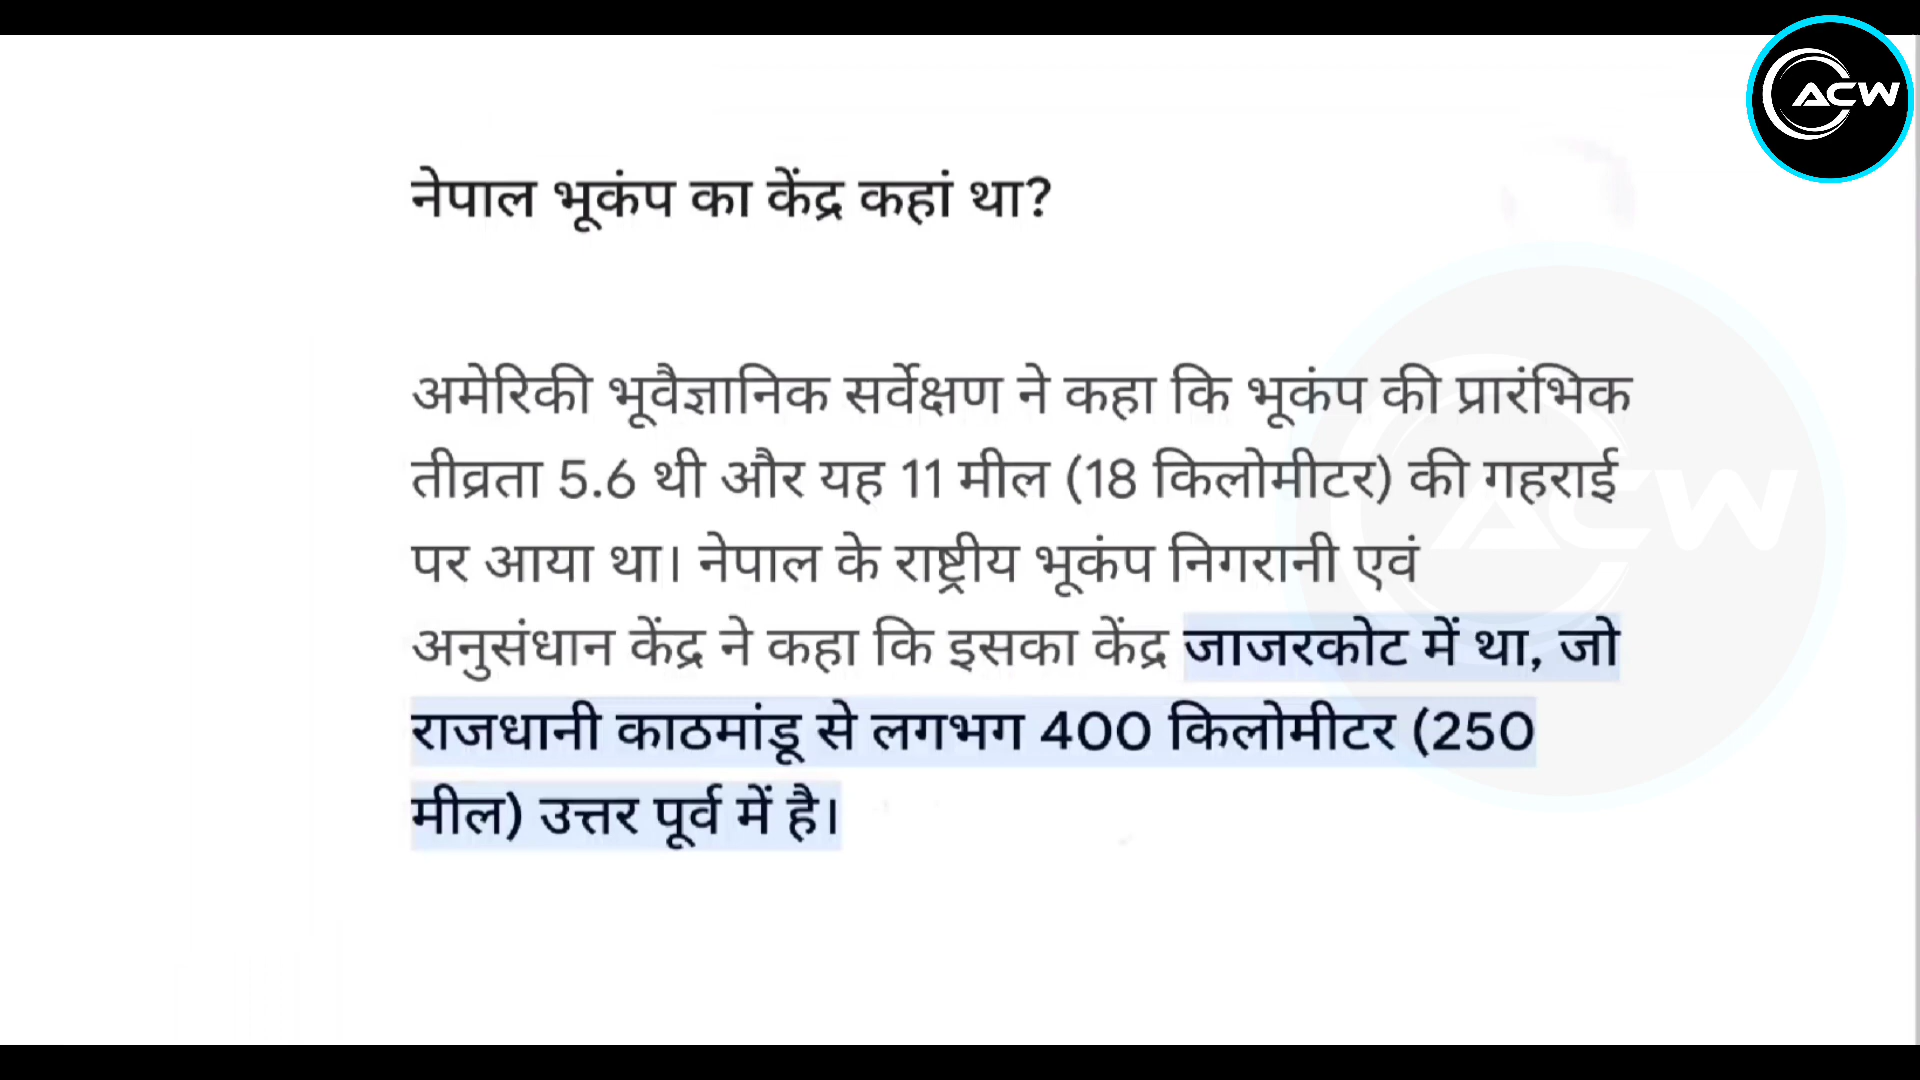 ACW
नेपाल भूकंप का केंद्र कहां था?
अमेरिकी भूवैज्ञानिक सर्वेक्षण ने कहा कि भूकंप की प्रारंभिक
तीव्रता 5.6 थी और यह 11 मील (18 किलोमीटर) की गहराई
पर आया था। नेपाल के राष्ट्रीय भूकंप निगरानी एवं
अनुसंधान केंद्र ने कहा कि इसका केंद्र जाजरकोट में था, जो
राजधानी काठमांडू से लगभग 400 किलोमीटर (250
मील) उत्तर पूर्व में है।
ACW